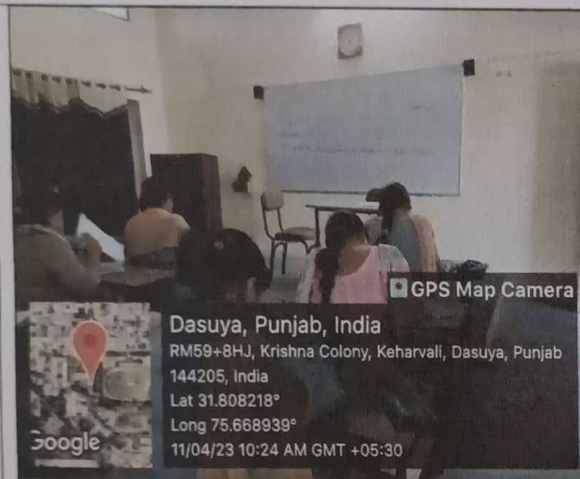 GPS Map Camera
Dasuya, Punjab, India
RM59+8HJ, Krishna Colony, Keharvali, Dasuya, Punjab
144205, India
Lat 31.808218°
Long 75.668939°
11/04/23 10:24 AM GMT +05:30
Google